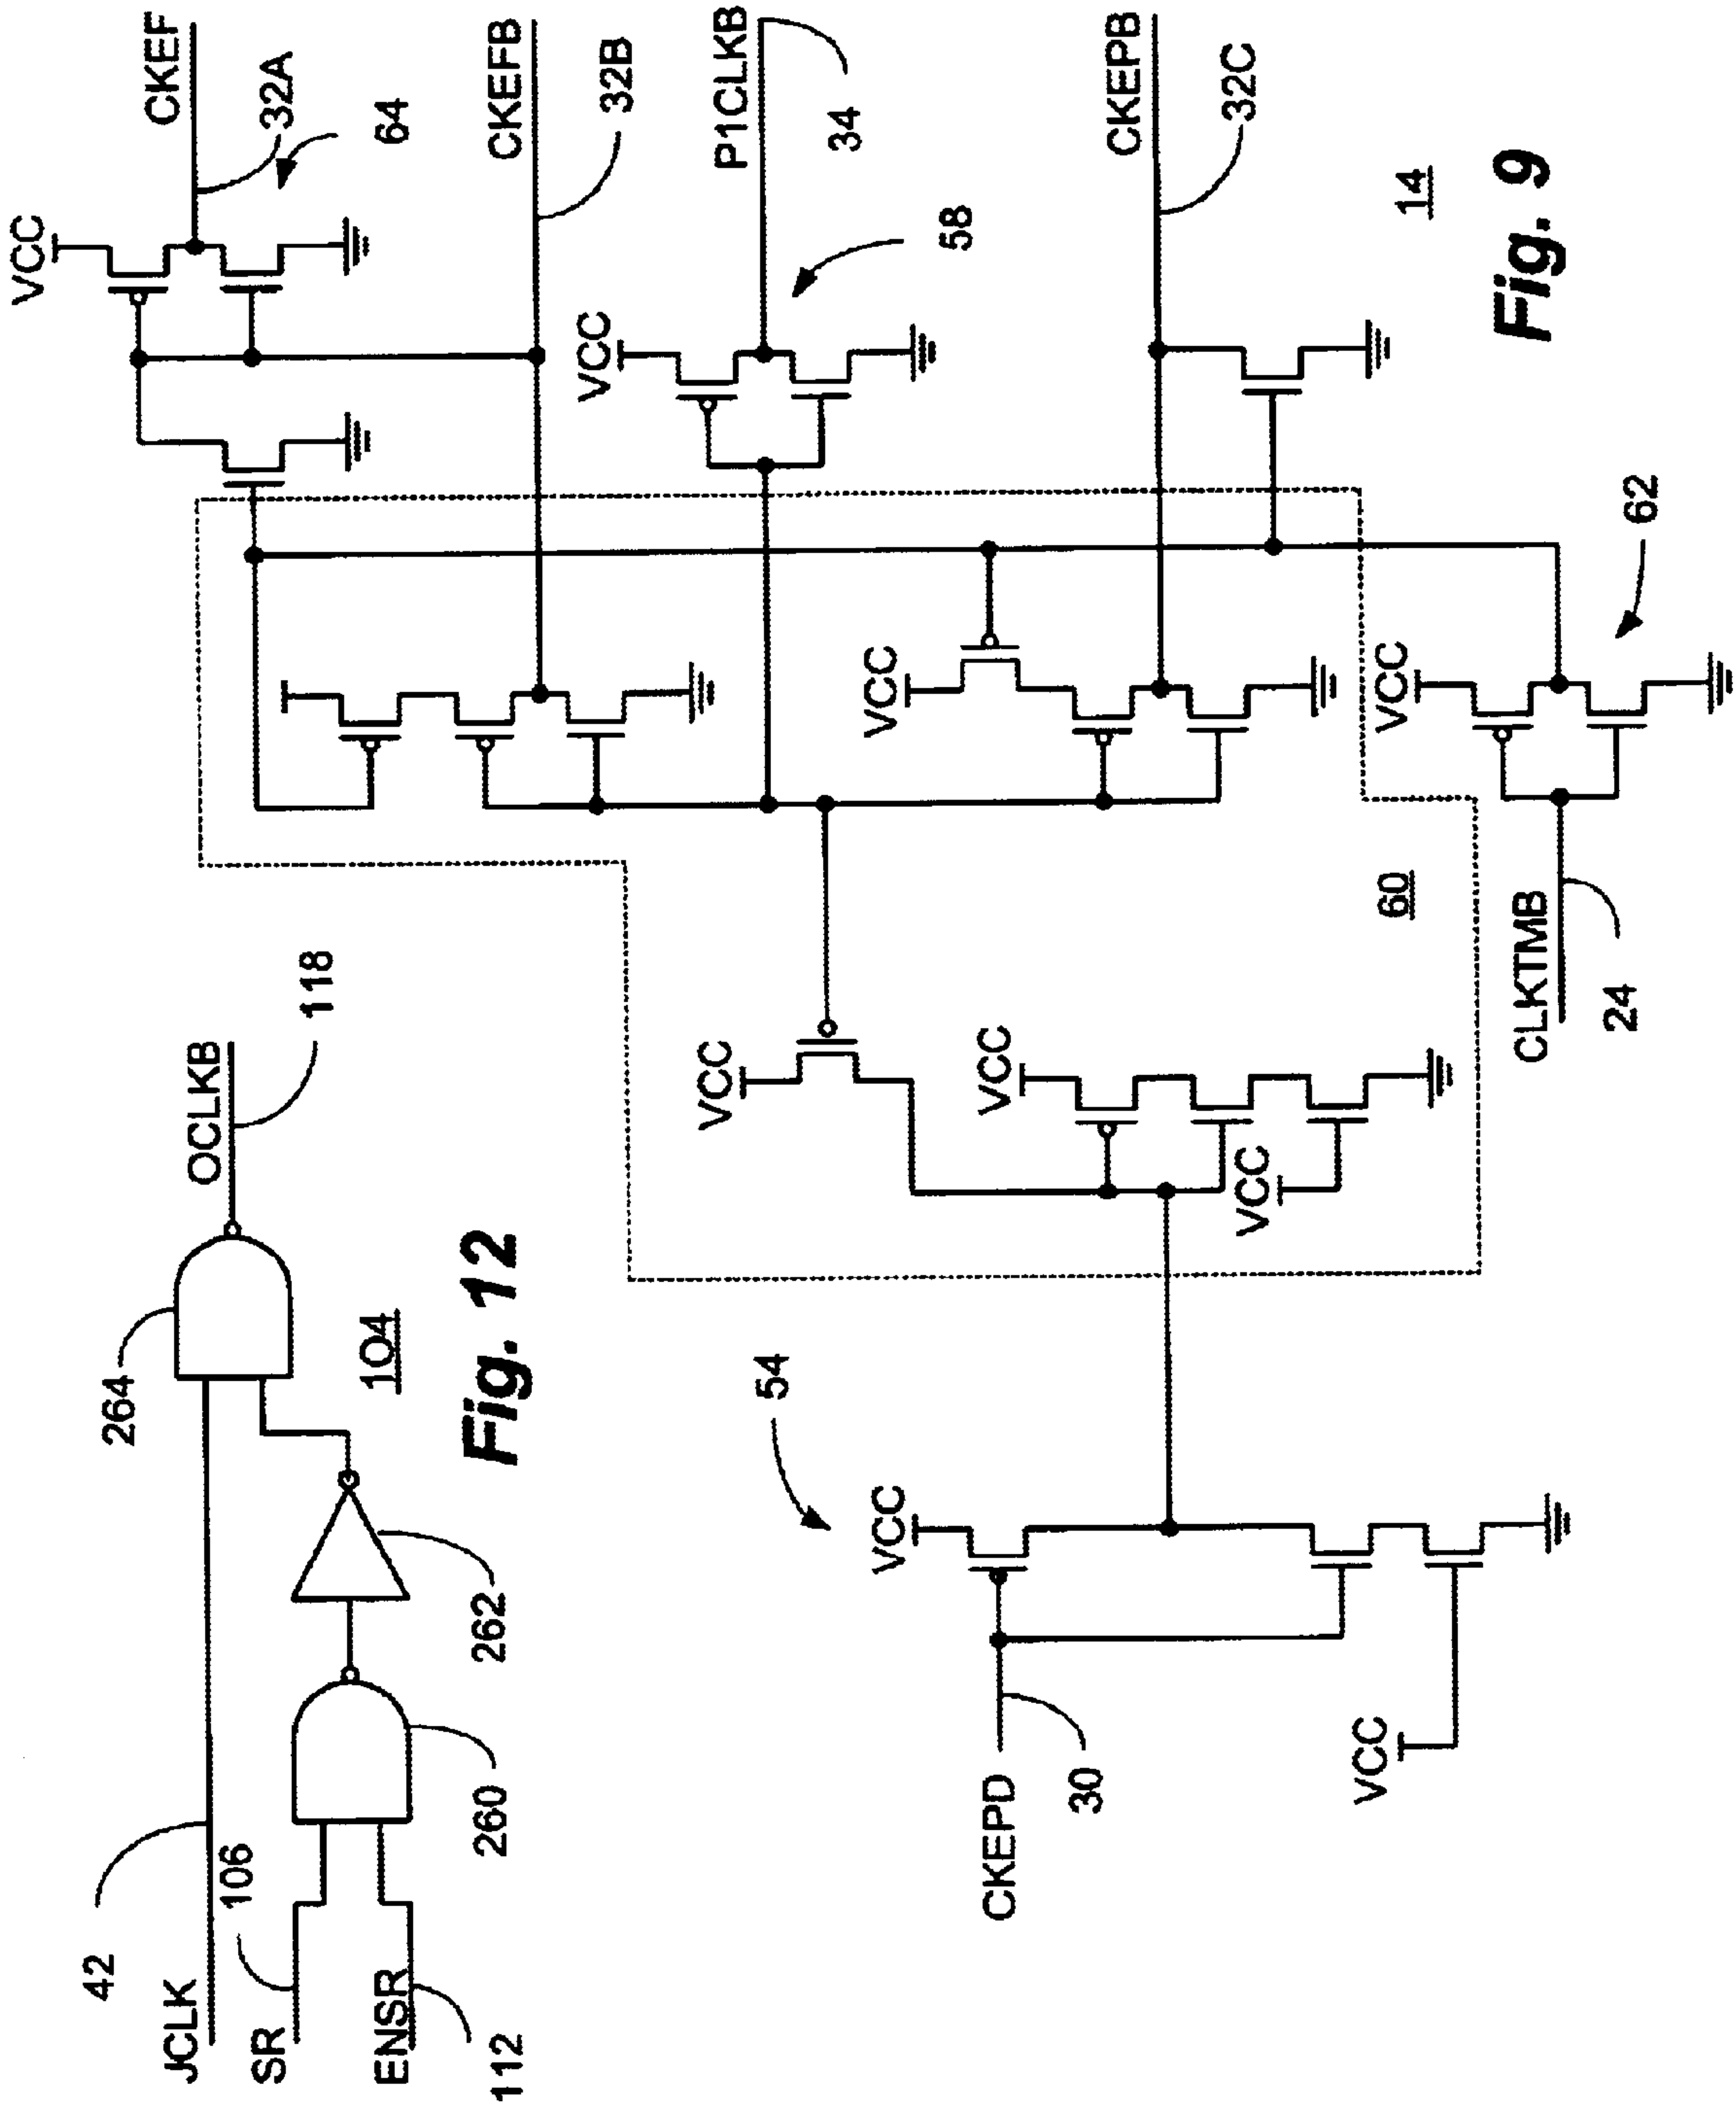 JCLK
42
SR
106
ENSR
112
260
262
264
OCLKB
118
104
Fig. 12
CKEPD
30
VCC
VCC
54
VCC
VCC
VCC
60
CLKTMB
24
VCC
62
VCC
VCC
58
P1CLKB
34
VCC
CKEF
32A
64
CKEFB
32B
CKEPB
32C
14
Fig. 9